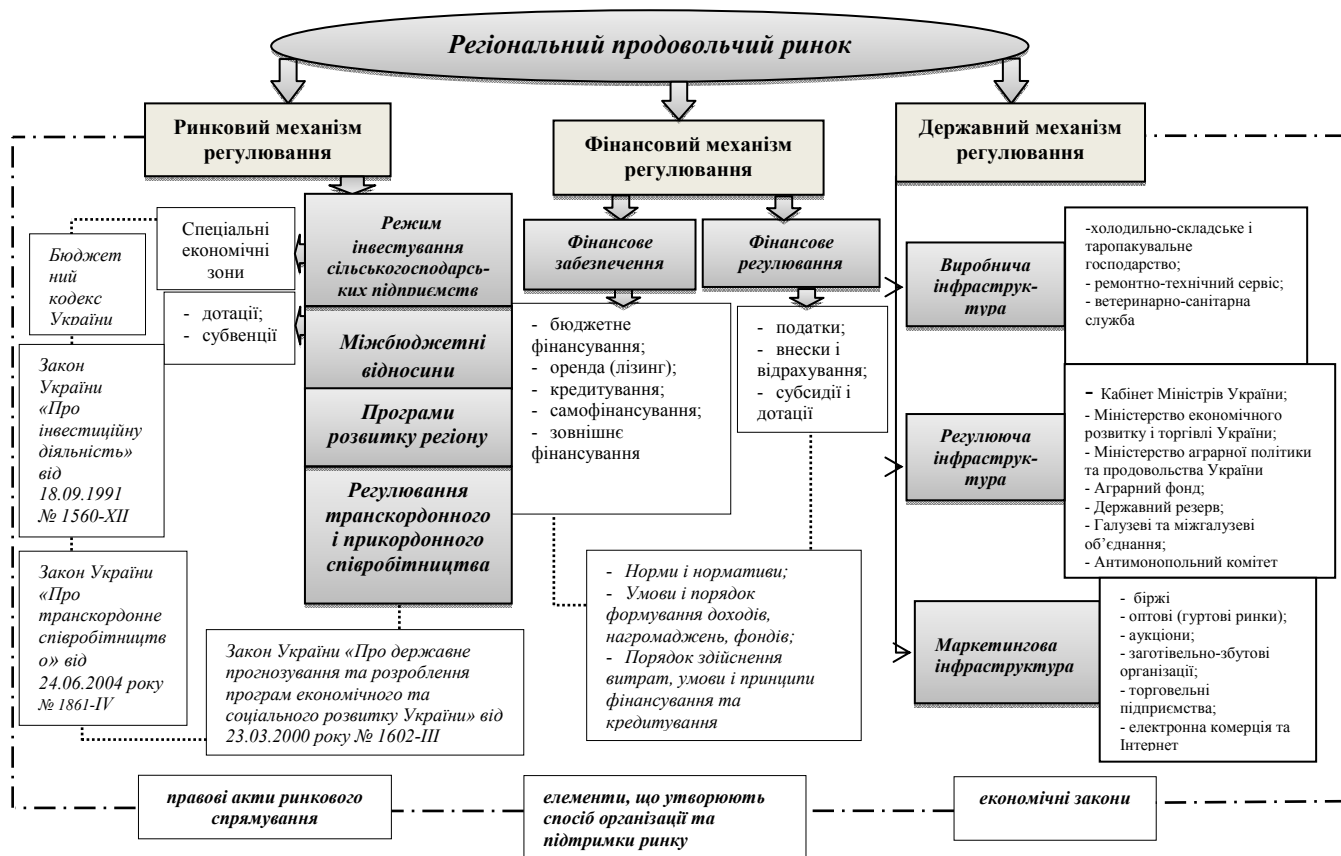 Регіональний продовольчий ринок
Ринковий механізм
регулювання
Фінансовий механізм
регулювання
Державний механізм
регулювання
Бюджет
ний
кодекс
України
Спеціальні
економічні
зони
- дотації;
- субвенції
Закон
України
«Про
інвестиційну
діяльність»
від
18.09.1991
№ 1560-XII
Закон України
«Про
транскордонне
співробітництв
о» від
24.06.2004 року
№ 1861-IV
Режим
інвестування
сільськогосподарсь-
ких підприємств
Міжбюджетні
відносини
Програми
розвитку регіону
Регулювання
транскордонного
і прикордонного
співробітництва
Закон України «Про державне
прогнозування та розроблення
програм економічного та
соціального розвитку України» від
23.03.2000 року № 1602-III
Фінансове
забезпечення
Фінансове
регулювання
- бюджетне
фінансування;
- оренда (лізинг);
- кредитування;
- самофінансування;
- зовнішнє
фінансування
- податки;
- внески і
відрахування;
- субсидії і
дотації
- Норми і нормативи;
- Умови і порядок
формування доходів,
нагромаджень, фондів;
- Порядок здійснення
витрат, умови і принципи
фінансування та
кредитування
Виробнича
інфраструк-
тура
-холодильно-складське і
таропакувальне
господарство;
- ремонтно-технічний сервіс;
- ветеринарно-санітарна
служба
Регулююча
інфраструк-
тура
- Кабінет Міністрів України;
- Міністерство економічного
розвитку і торгівлі України;
- Міністерство аграрної політики
та продовольства України
- Аграрний фонд;
- Державний резерв;
- Галузеві та міжгалузеві
об’єднання;
- Антимонопольний комітет
Маркетингова
інфраструктура
- біржі
- оптові (гуртові ринки);
- аукціони;
- заготівельно-збутові
організації;
- торговельні
підприємства;
- електронна комерція та
Інтернет
правові акти ринкового
спрямування
елементи, що утворюють
спосіб організації та
підтримки ринку
економічні закони